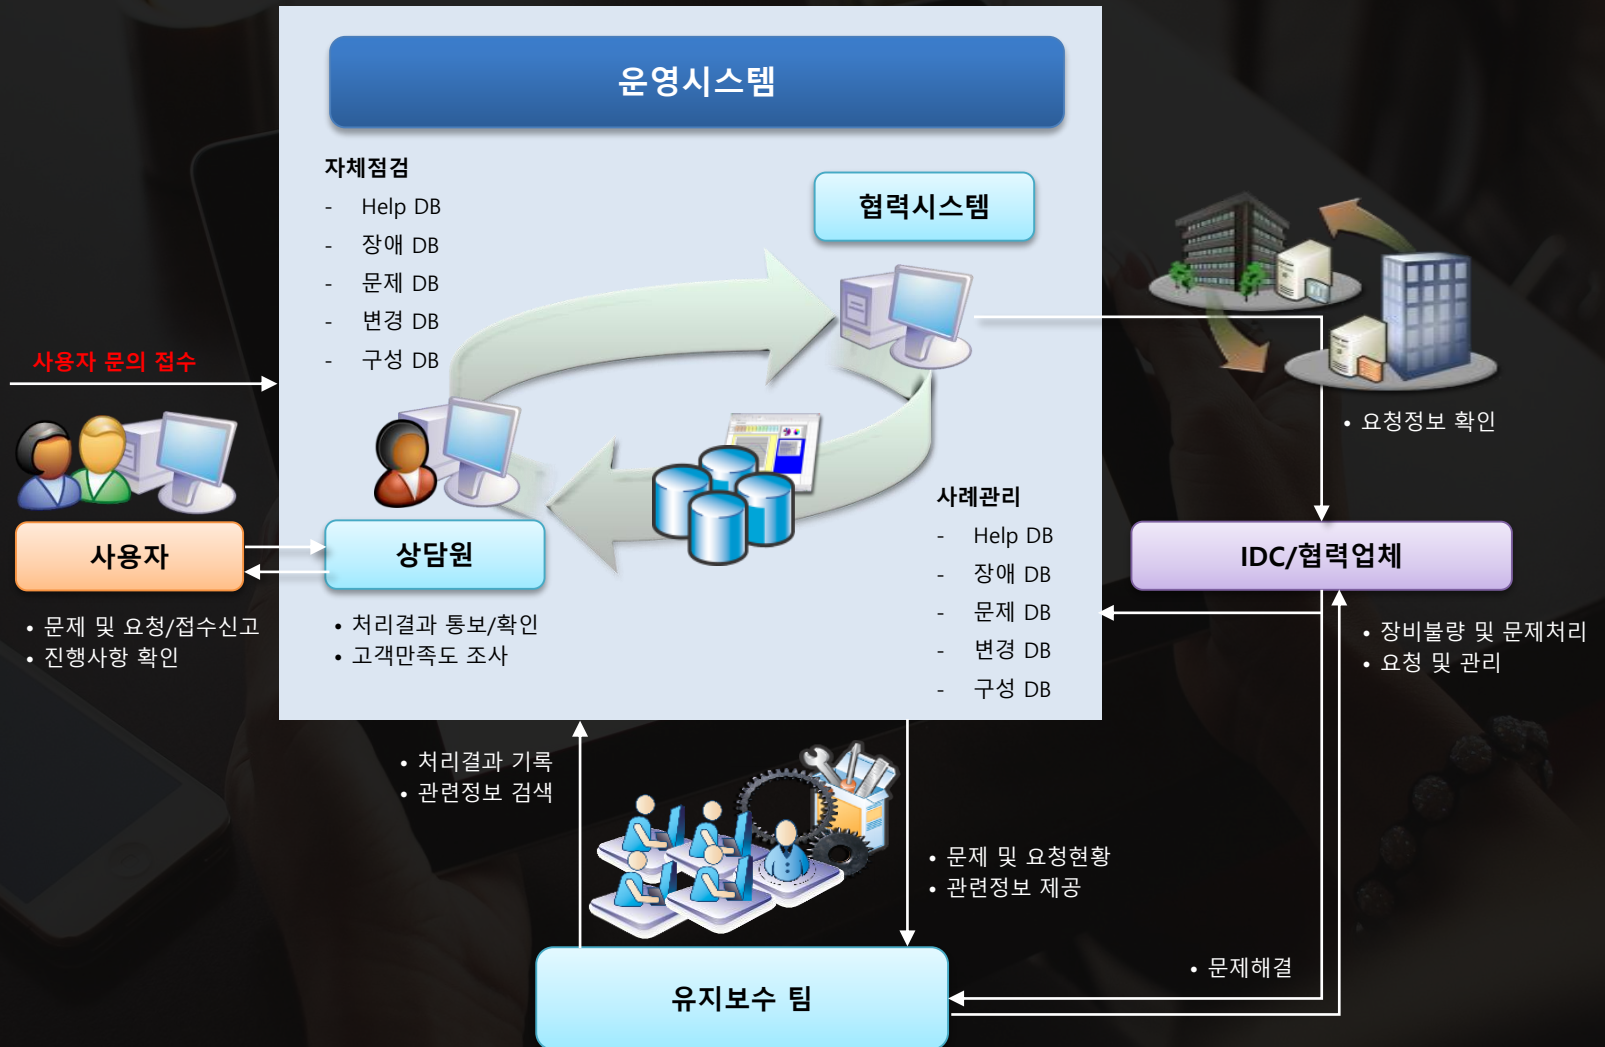 운영시스템
자체점검
- Help DB
- 장애 DB
- 문제 DB
- 변경 DB
- 구성 DB
협력시스템
사용자 문의 접수
• 요청정보 확인
사용자
상담원
• 문제 및 요청/접수신고
• 진행사항 확인
• 처리결과 통보/확인
• 고객만족도 조사
사례관리
- Help DB
- 장애 DB
- 문제 DB
- 변경 DB
- 구성 DB
IDC/협력업체
• 장비불량 및 문제처리
• 요청 및 관리
• 처리결과 기록
• 관련정보 검색
• 문제 및 요청현황
• 관련정보 제공
• 문제해결
유지보수 팀